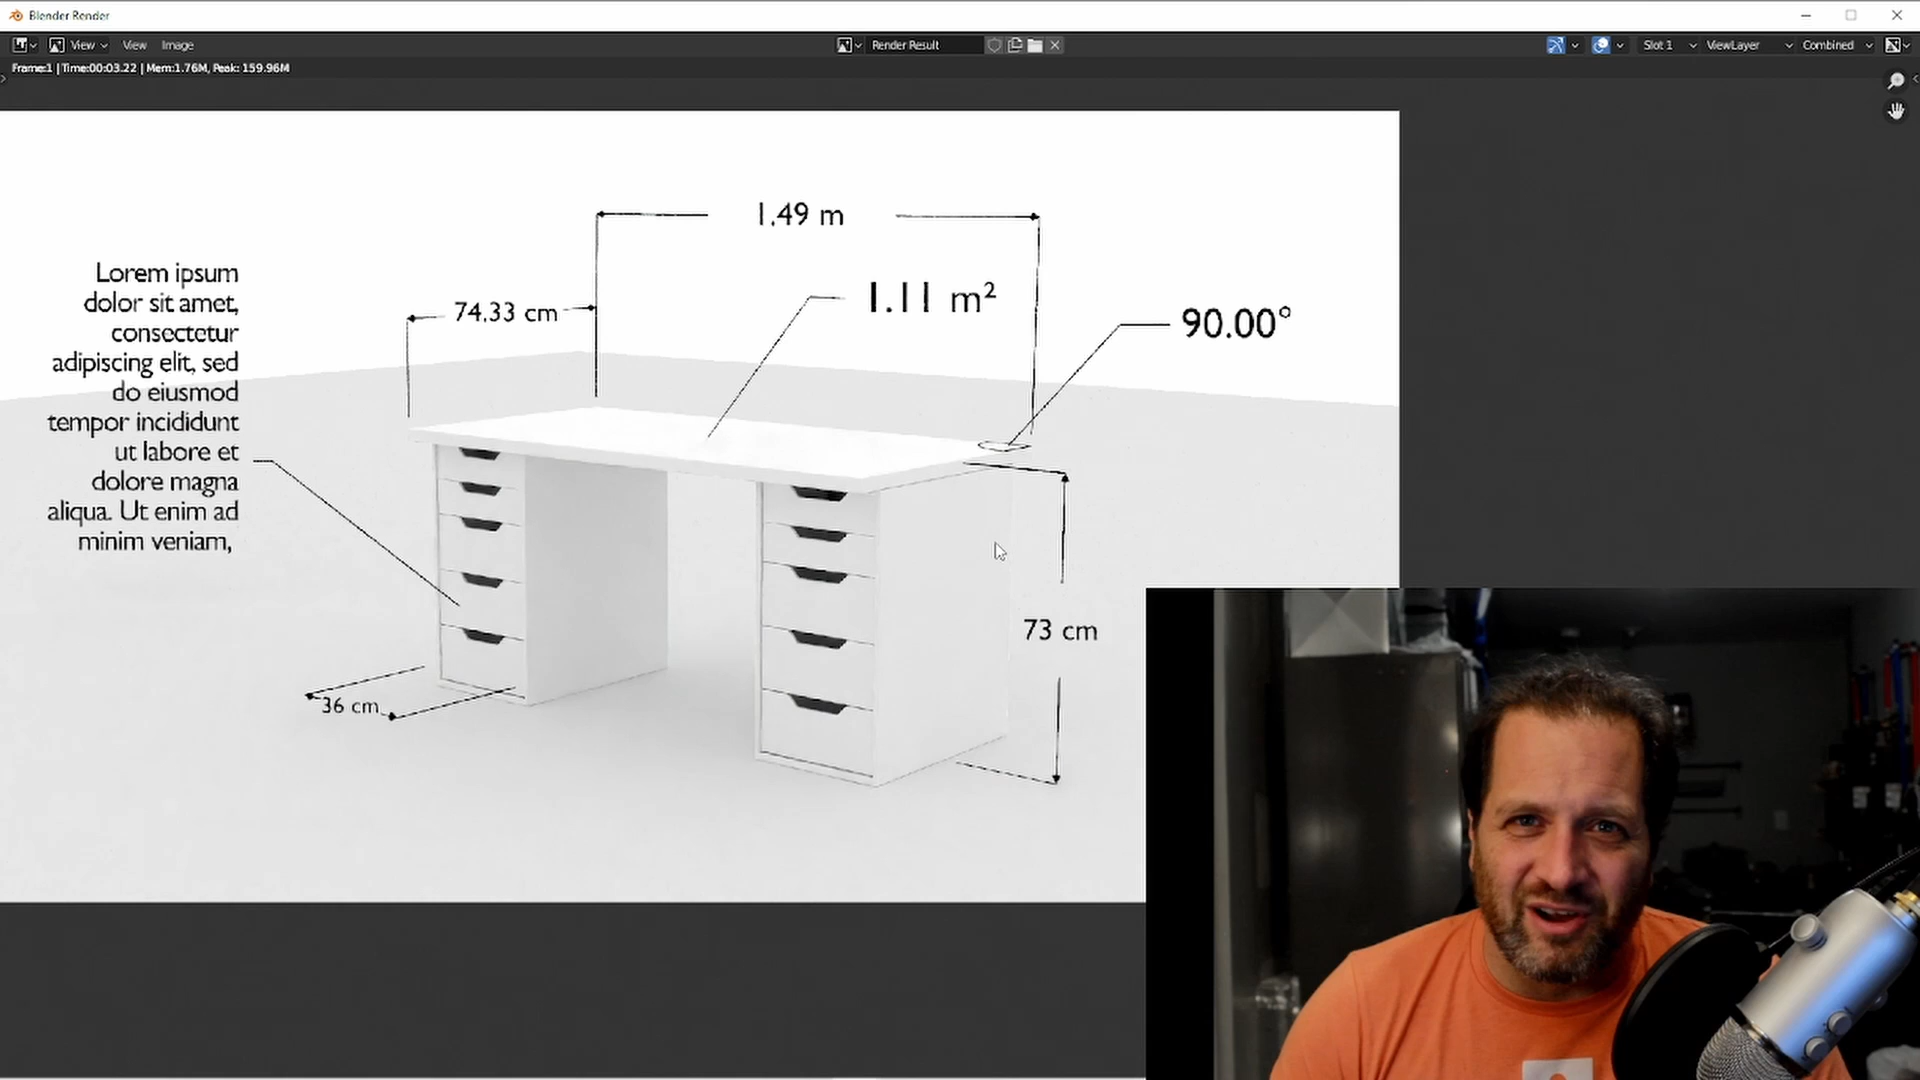 Blender Render
View
View
Image
Render Result
Slot 1
ViewLayer
Combined
Frame:1 | Time:00:03.22 | Mem:1.76M, Peak: 159.96M
1.49 m
74.33 cm
1.11 m²
90.00°
Lorem ipsum
dolor sit amet,
consectetur
adipiscing elit, sed
do eiusmod
tempor incididunt
ut labore et
dolore magna
aliqua. Ut enim ad
minim veniam,
73 cm
36 cm